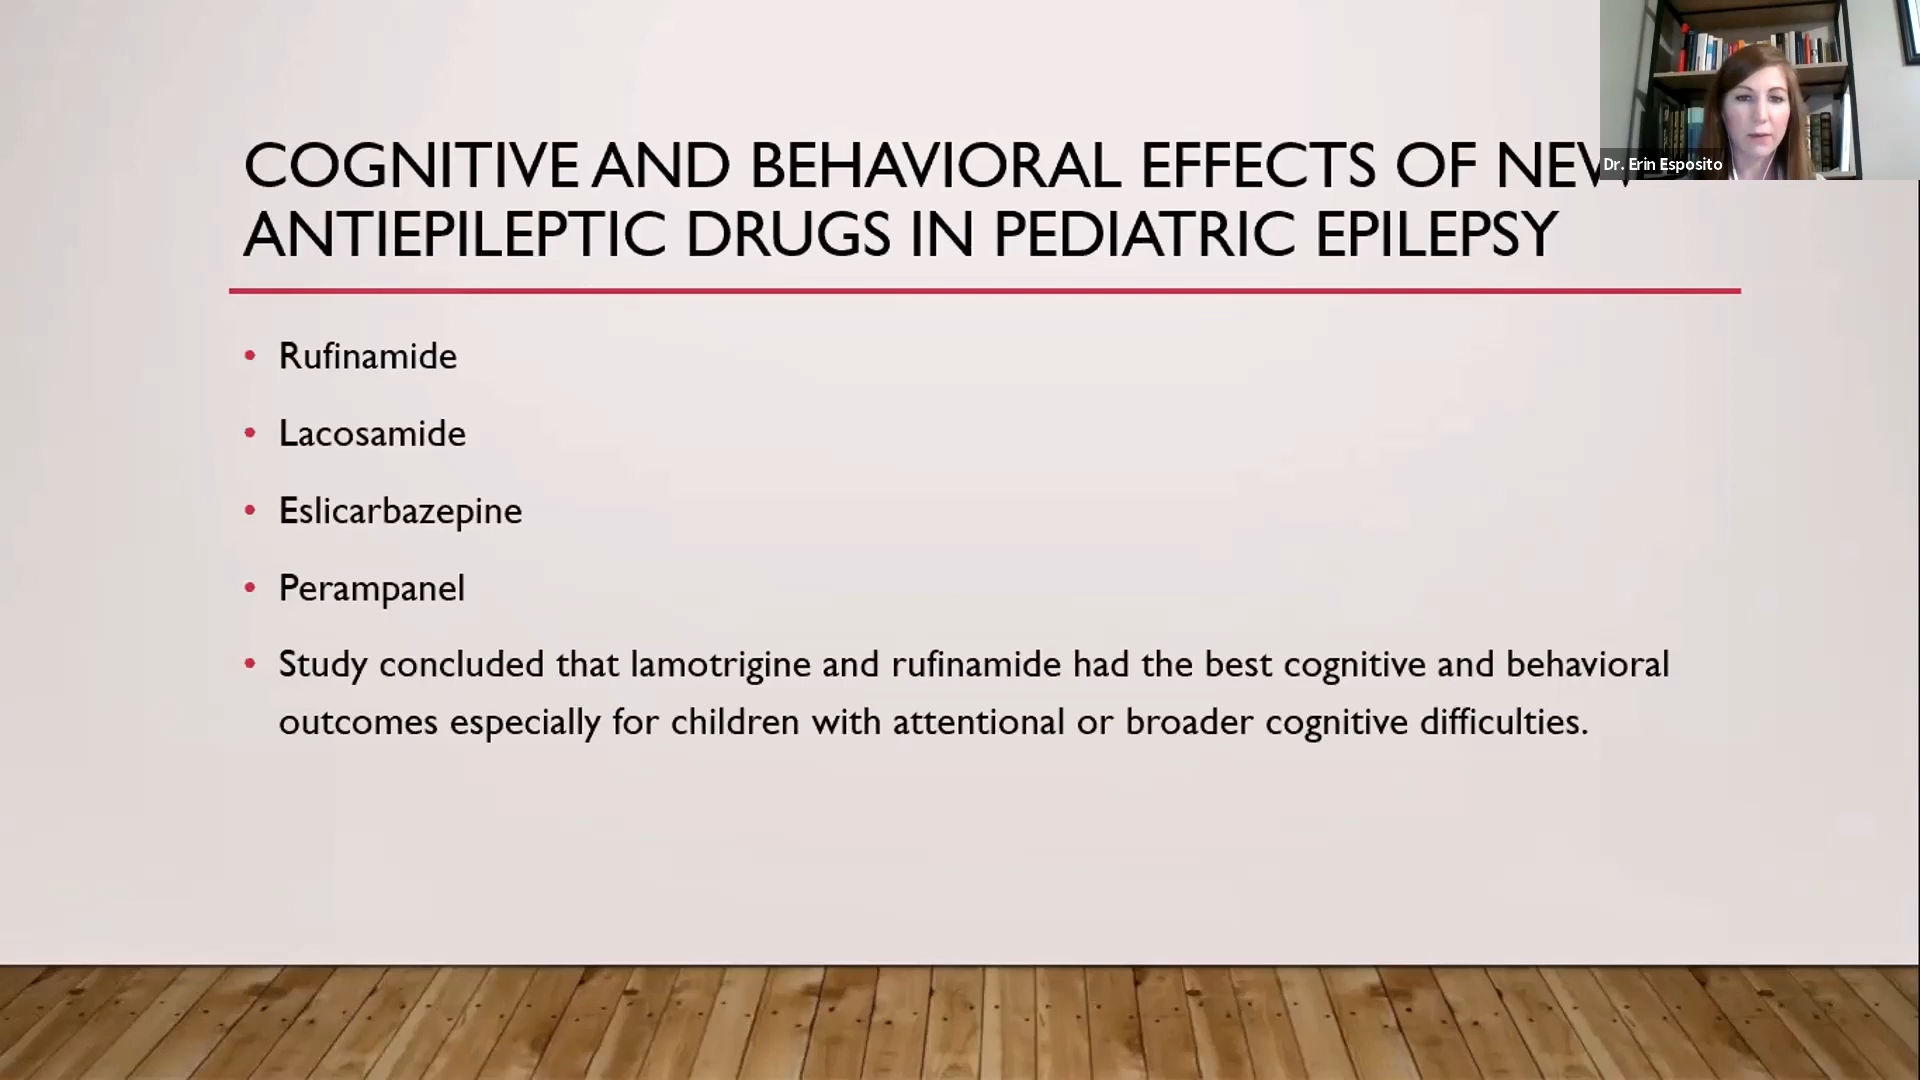 COGNITIVE AND BEHAVIORAL EFFECTS OF NEW
ANTIEPILEPTIC DRUGS IN PEDIATRIC EPILEPSY
Dr. Erin Esposito
• Rufinamide
• Lacosamide
• Eslicarbazepine
• Perampanel
• Study concluded that lamotrigine and rufinamide had the best cognitive and behavioral
outcomes especially for children with attentional or broader cognitive difficulties.